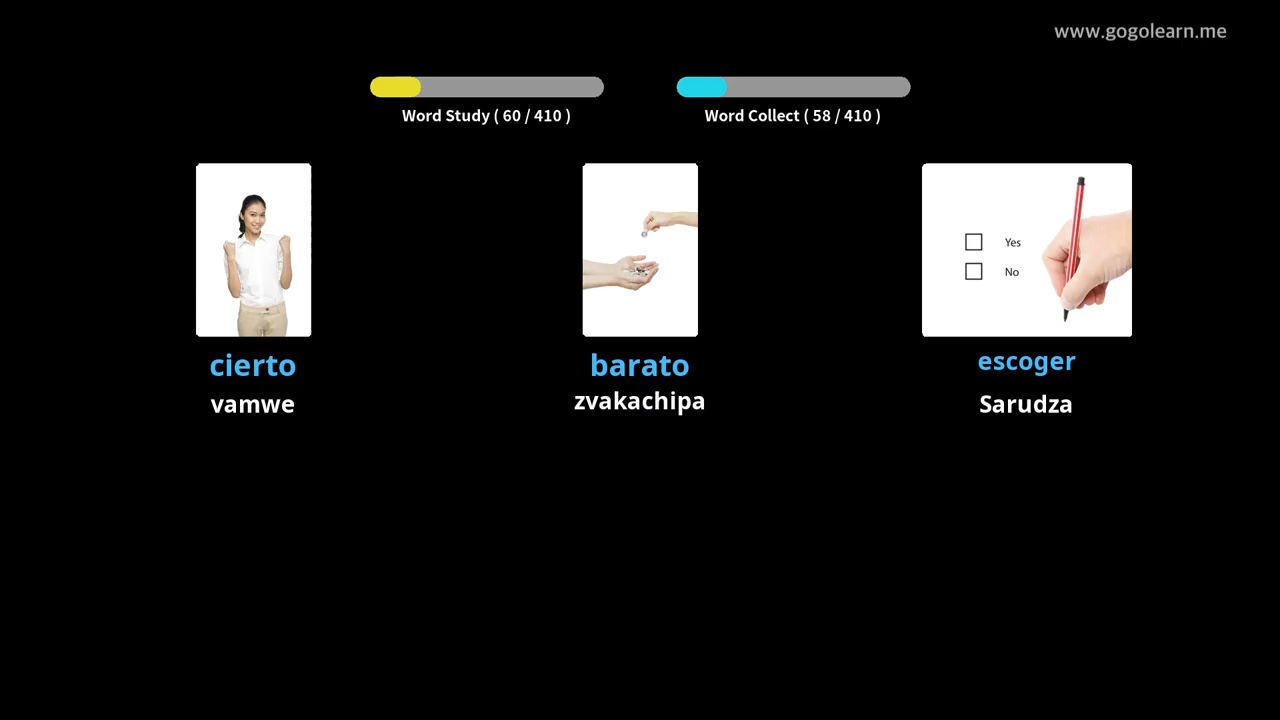 www.gogolearn.me
Word Study ( 60 / 410 )
Word Collect ( 58 / 410 )
Yes
No
cierto
barato
escoger
vamwe
zvakachipa
Sarudza